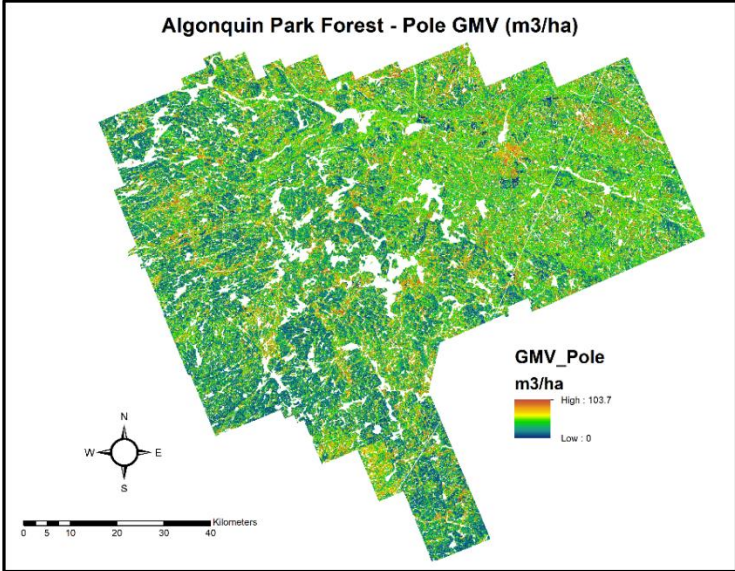 Algonquin Park Forest - Pole GMV (m3/ha)
GMV_Pole
m3/ha
High : 103.7
Low : 0
N
W E
S
Kilometers
0 5 10 20 30 40